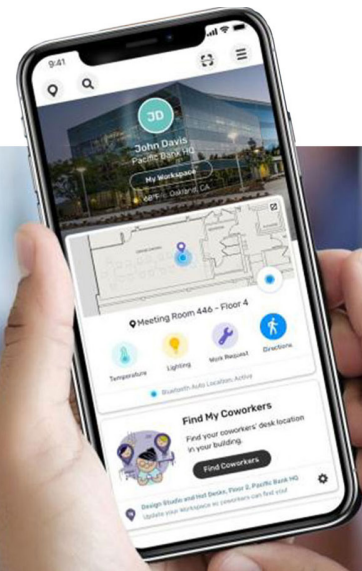 9:41
JD
John Davis
Pacific Bank HQ
My Workspace
68°F - Oakland, CA
Meeting Room 446 - Floor 4
Temperature
Lighting
Work Request
Directions
Bluetooth Auto Location: Active
Find My Coworkers
Find your coworkers' desk location
in your building.
Find Coworkers
Design Studio and Hot Desks, Floor 2, Pacific Bank HQ
Update your Workspace so coworkers can find you!